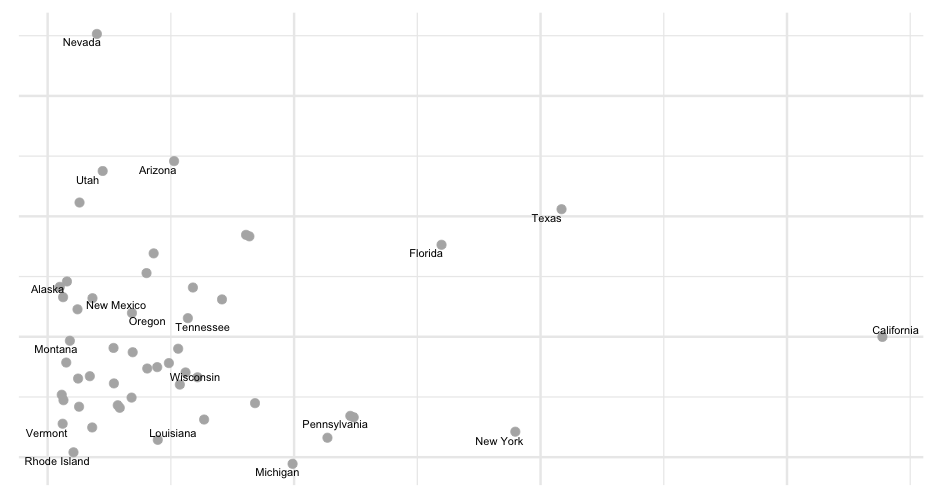 Nevada
Arizona
Utah
Texas
Florida
Alaska
New Mexico
Oregon
Tennessee
California
Montana
Wisconsin
Pennsylvania
Vermont
Louisiana
New York
Rhode Island
Michigan